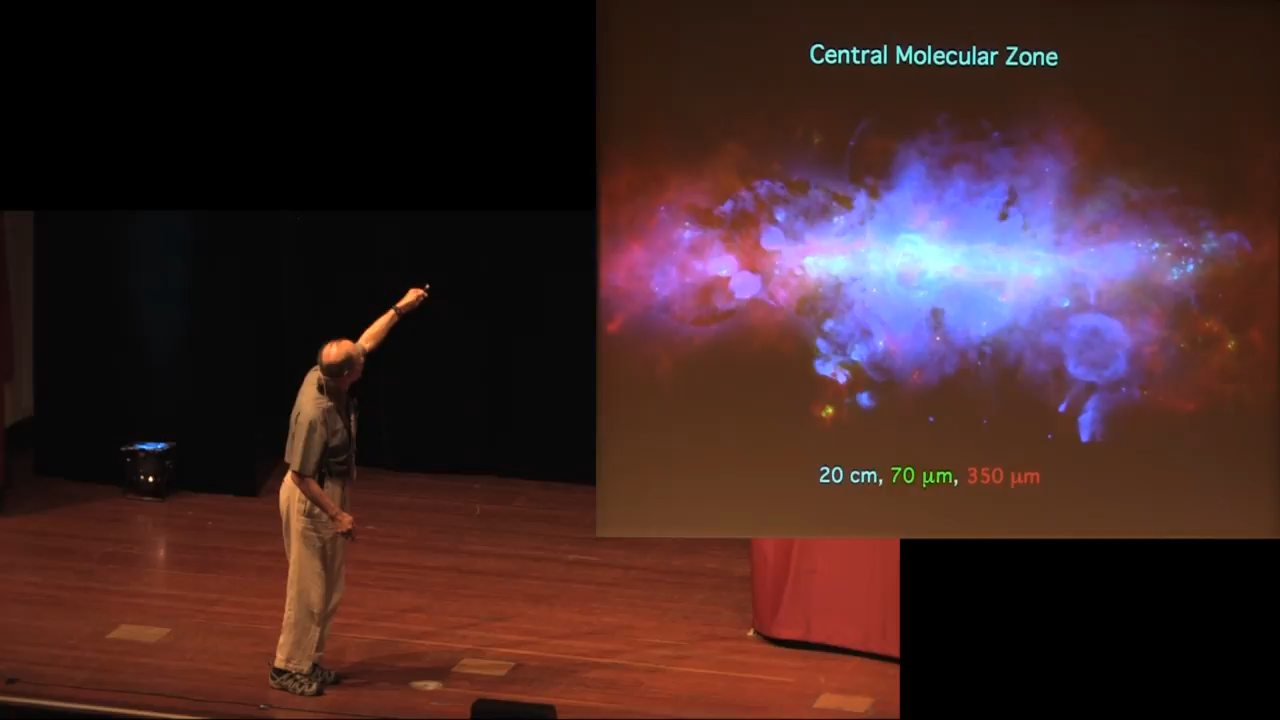 Central Molecular Zone
20 cm, 70 μm, 350 μm